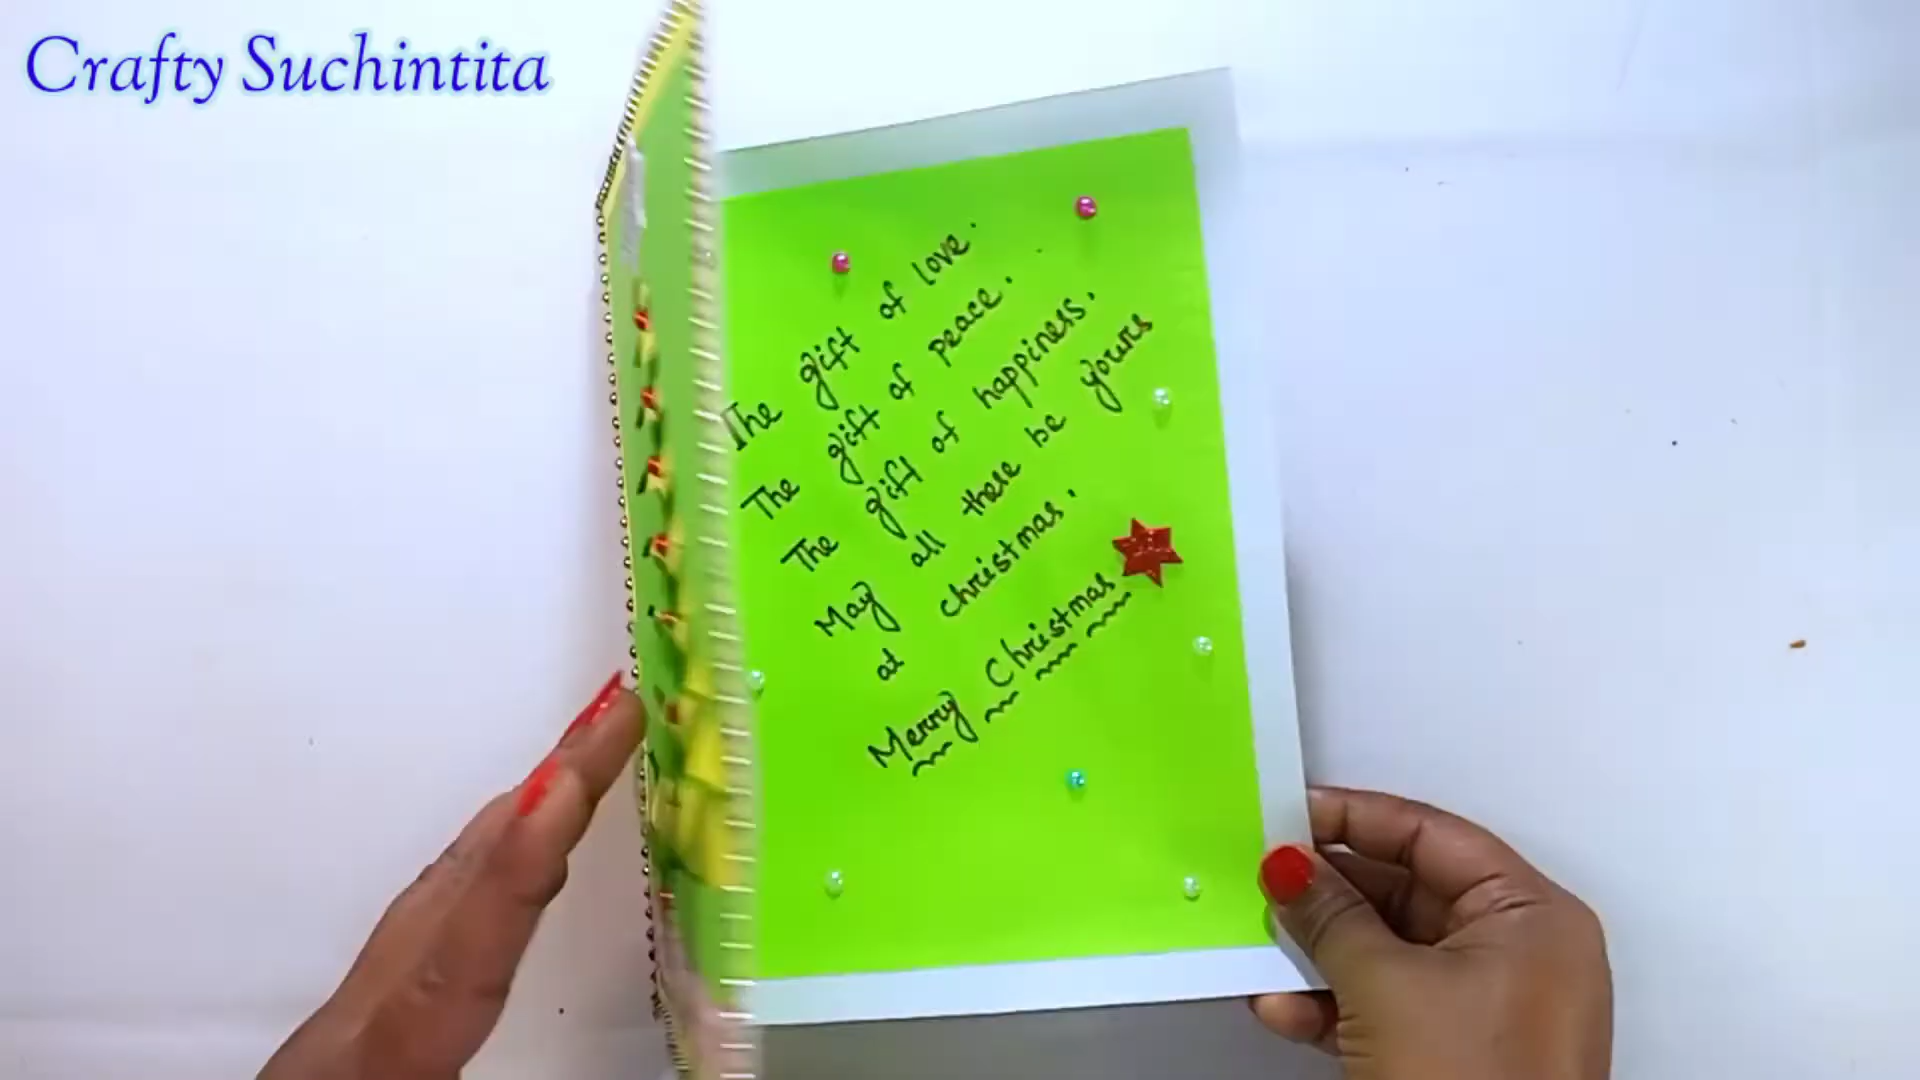 Crafty Suchintita
The gift of love.
The gift of peace.
The gift of happiness.
May all these be yours
at christmas.
Merry Christmas